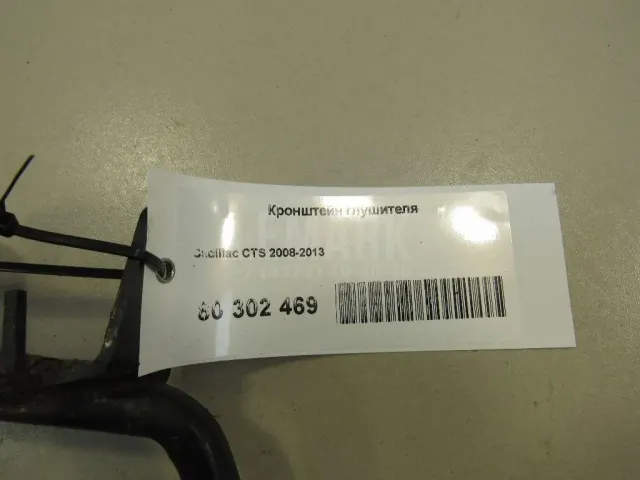 Кронштейн глушителя
Cadillac CTS 2008-2013
80 302 469